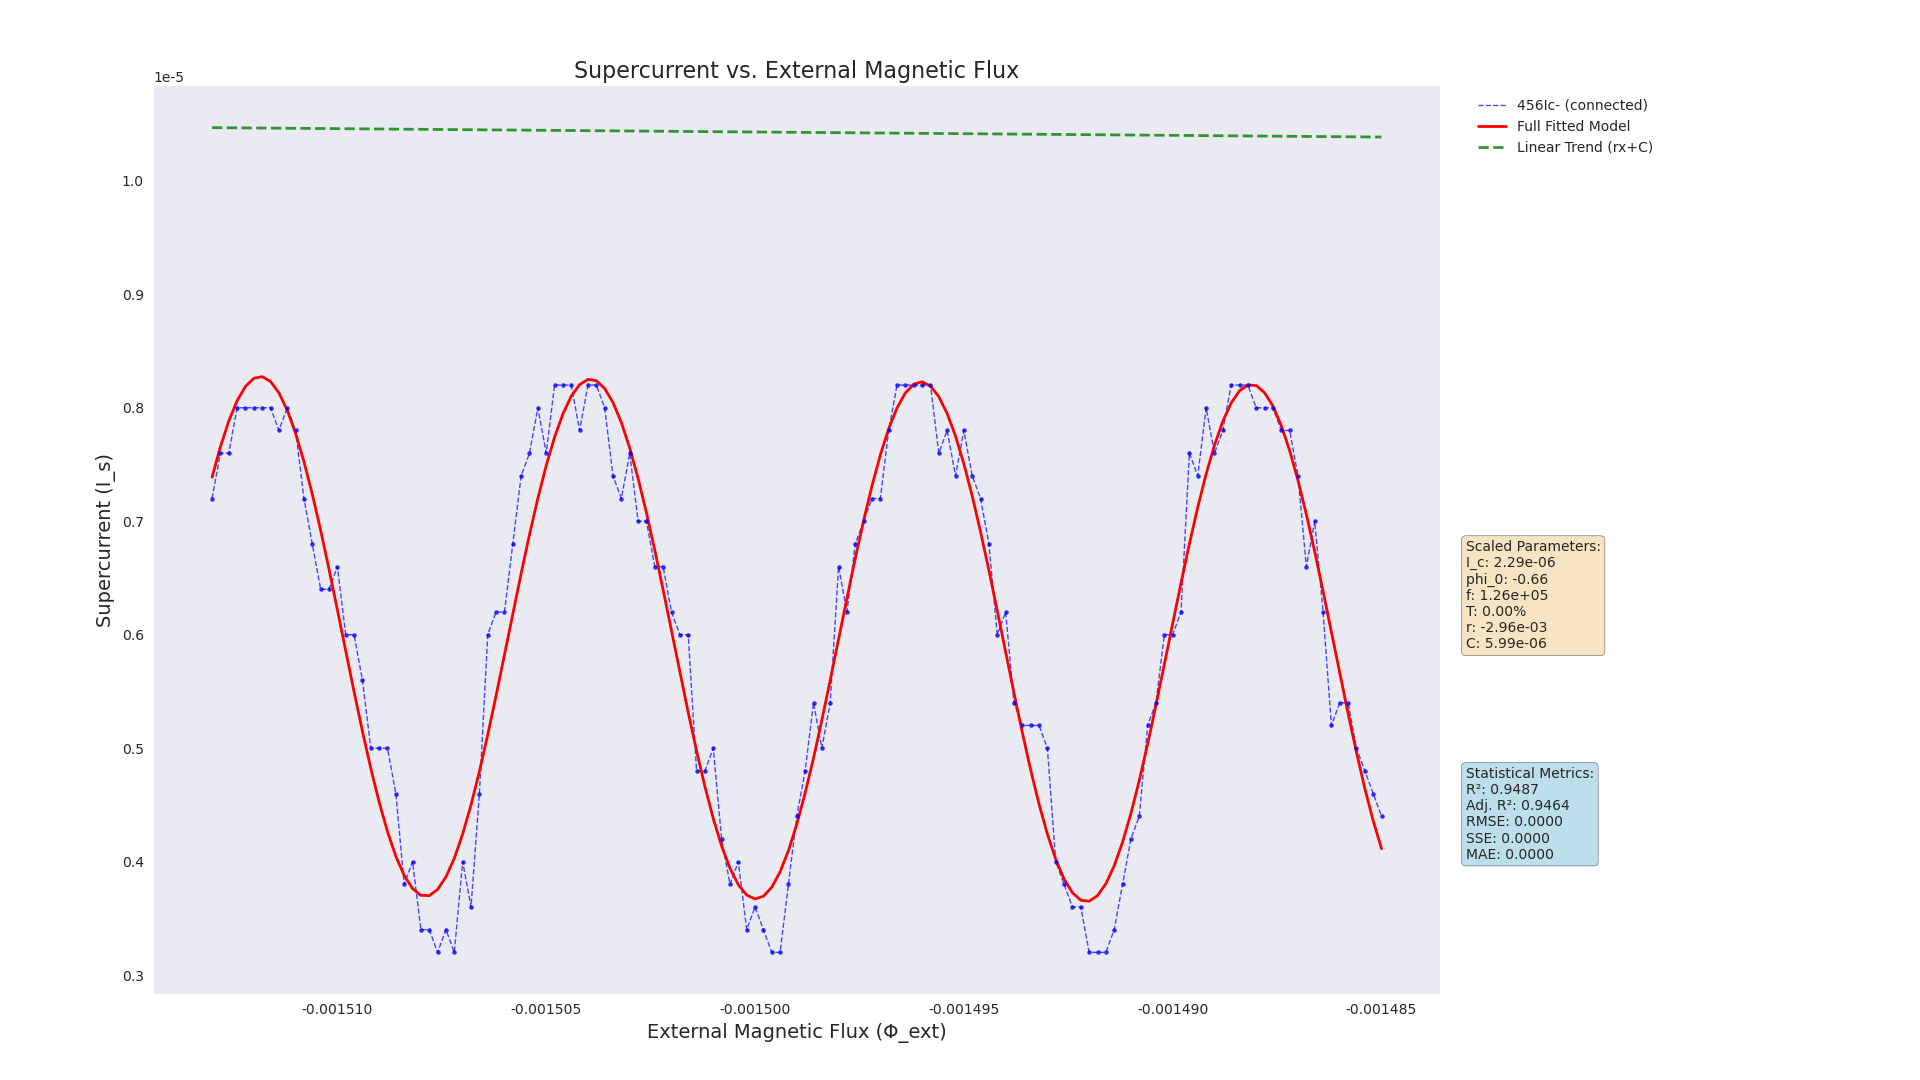 Supercurrent vs. External Magnetic Flux
1e-5
1.0
0.9
0.8
0.7
0.6
0.5
0.4
0.3
Supercurrent (I_s)
-0.001510
-0.001505
-0.001500
-0.001495
-0.001490
-0.001485
External Magnetic Flux (Φ_ext)
456Ic- (connected)
Full Fitted Model
Linear Trend (rx+C)
Scaled Parameters:
I_c: 2.29e-06
phi_0: -0.66
f: 1.26e+05
T: 0.00%
r: -2.96e-03
C: 5.99e-06
Statistical Metrics:
R²: 0.9487
Adj. R²: 0.9464
RMSE: 0.0000
SSE: 0.0000
MAE: 0.0000